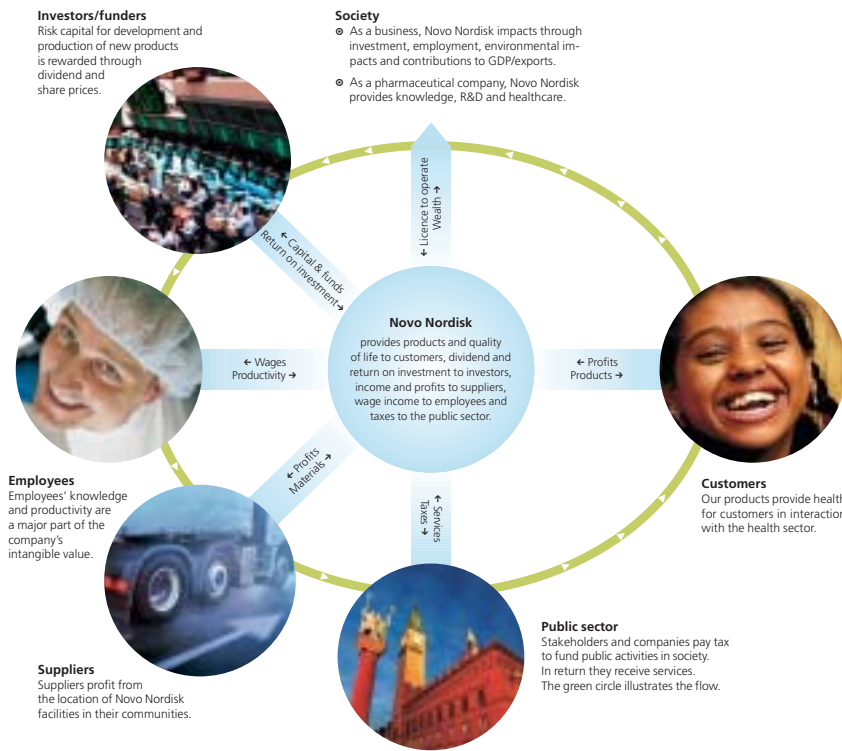 Investors/funders
Risk capital for development and
production of new products
is rewarded through
dividend and
share prices.
Society
As a business, Novo Nordisk impacts through
investment, employment, environmental im-
pacts and contributions to GDP/exports.
As a pharmaceutical company, Novo Nordisk
provides knowledge, R&D and healthcare.
← Licence to operate
Wealth →
← Capital & funds
Return on investment →
Novo Nordisk
provides products and quality
of life to customers, dividend and
return on investment to investors,
income and profits to suppliers,
wage income to employees and
taxes to the public sector.
← Wages
Productivity →
← Profits
Products →
← Profits
Materials →
← Services
Taxes →
Employees
Employees' knowledge
and productivity are
a major part of the
company's
intangible value.
Customers
Our products provide health
for customers in interaction
with the health sector.
Suppliers
Suppliers profit from
the location of Novo Nordisk
facilities in their communities.
Public sector
Stakeholders and companies pay tax
to fund public activities in society.
In return they receive services.
The green circle illustrates the flow.